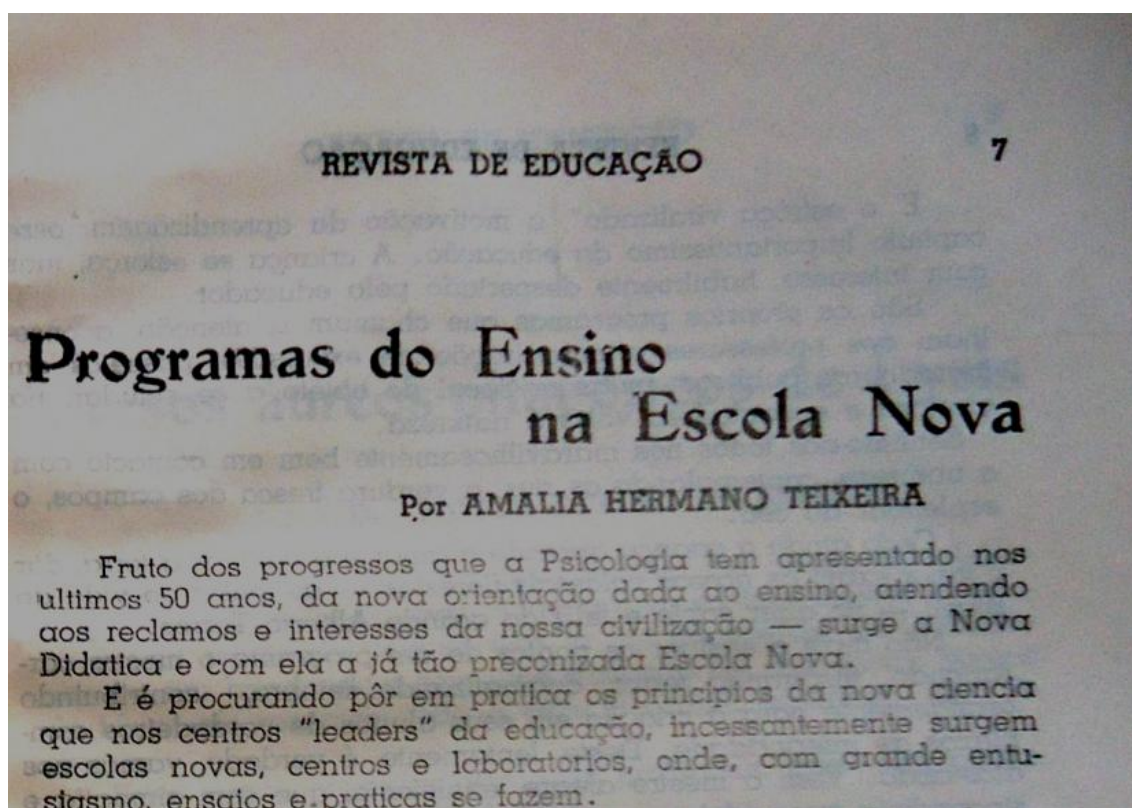 REVISTA DE EDUCAÇÃO 7
Programas do Ensino
na Escola Nova
Por AMALIA HERMANO TEIXEIRA
Fruto dos progressos que a Psicologia tem apresentado nos
ultimos 50 anos, da nova orientação dada ao ensino, atendendo
aos reclamos e interesses da nossa civilização — surge a Nova
Didatica e com ela a já tão preconizada Escola Nova.
E é procurando pôr em pratica os principios da nova ciencia
que nos centros "leaders" da educação, incessantemente surgem
escolas novas, centros e laboratorios, onde, com grande entu-
siasmo, ensaios e praticas se fazem.